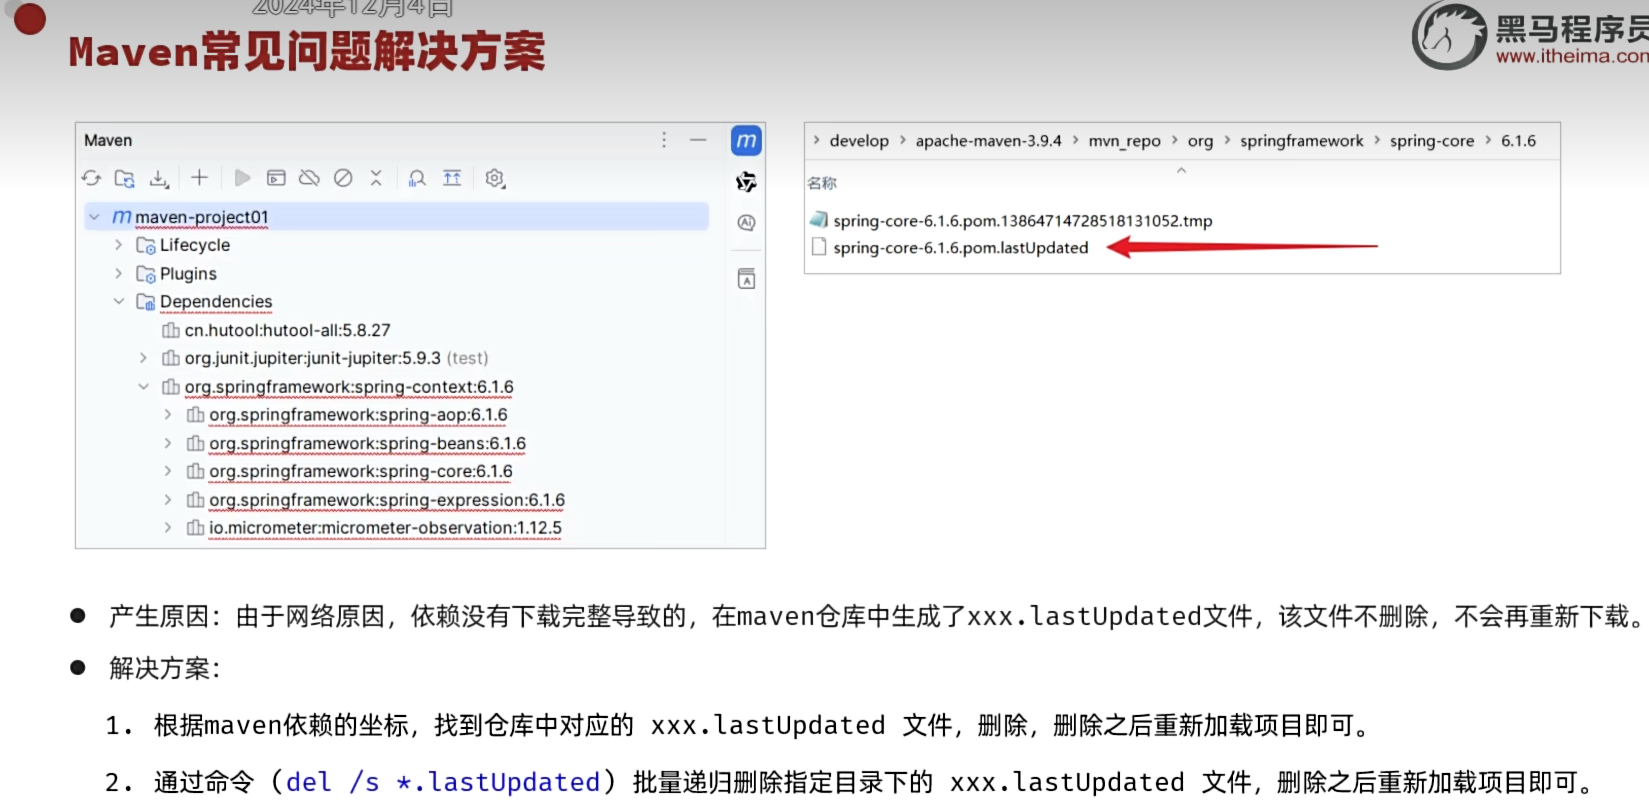 2024年12月4日
Maven常见问题解决方案
黑马程序员
www.itheima.com
Maven
m
maven-project01
Lifecycle
Plugins
Dependencies
cn.hutool:hutool-all:5.8.27
org.junit.jupiter:junit-jupiter:5.9.3 (test)
org.springframework:spring-context:6.1.6
org.springframework:spring-aop:6.1.6
org.springframework:spring-beans:6.1.6
org.springframework:spring-core:6.1.6
org.springframework:spring-expression:6.1.6
io.micrometer:micrometer-observation:1.12.5
> develop > apache-maven-3.9.4 > mvn_repo > org > springframework > spring-core > 6.1.6
名称
spring-core-6.1.6.pom.13864714728518131052.tmp
spring-core-6.1.6.pom.lastUpdated
● 产生原因：由于网络原因，依赖没有下载完整导致的，在maven仓库中生成了xxx.lastUpdated文件，该文件不删除，不会再重新下载。
● 解决方案：
1. 根据maven依赖的坐标，找到仓库中对应的 xxx.lastUpdated 文件，删除，删除之后重新加载项目即可。
2. 通过命令（del /s *.lastUpdated）批量递归删除指定目录下的 xxx.lastUpdated 文件，删除之后重新加载项目即可。